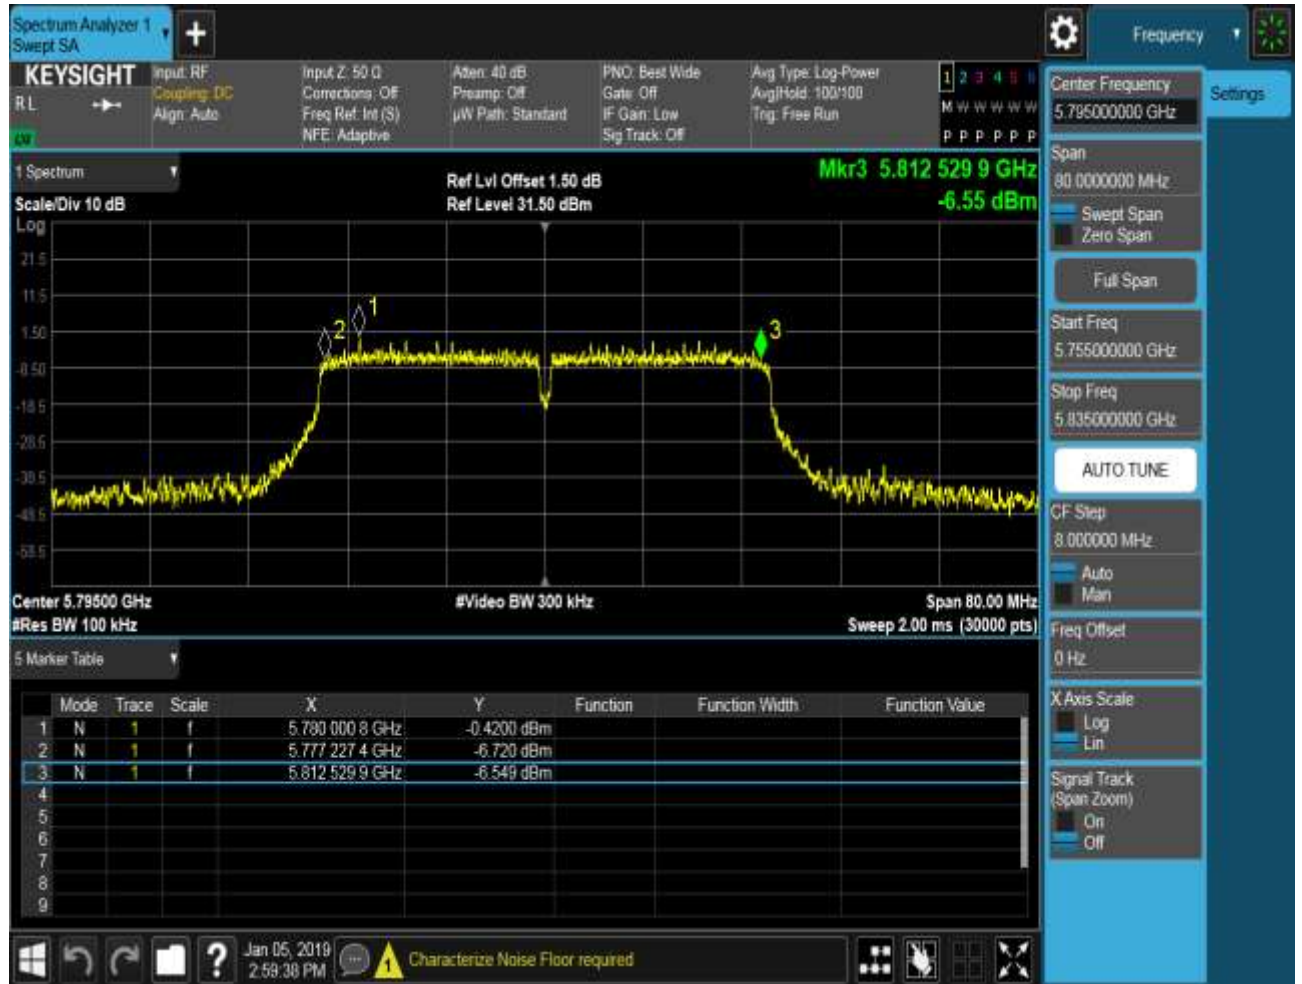 Spectrum Analyzer 1
Swept SA
+
Frequency
KEYSIGHT
RL
Input: RF
Coupling: DC
Align: Auto
Input Z: 50 Ω
Corrections: Off
Freq Ref: Int (S)
NFE: Adaptive
Atten: 40 dB
Preamp: Off
µW Path: Standard
PNO: Best Wide
Gate: Off
IF Gain: Low
Sig Track: Off
Avg Type: Log-Power
Avg|Hold: 100/100
Trig: Free Run
1 2 3 4 5 6
M W W W W W
P P P P P P
1 Spectrum
Scale/Div 10 dB
Ref Lvl Offset 1.50 dB
Ref Level 31.50 dBm
Mkr3 5.812 529 9 GHz
-6.55 dBm
Log
21.5
11.5
1.50
-8.50
-18.5
-28.5
-38.5
-48.5
-58.5
1
2
3
Center 5.79500 GHz
#Video BW 300 kHz
Span 80.00 MHz
#Res BW 100 kHz
Sweep 2.00 ms (30000 pts)
5 Marker Table
Mode Trace Scale X Y Function Function Width Function Value
1 N 1 f 5.780 000 8 GHz -0.4200 dBm
2 N 1 f 5.777 227 4 GHz -6.720 dBm
3 N 1 f 5.812 529 9 GHz -6.549 dBm
4
5
6
7
8
9
Jan 05, 2019
2:59:38 PM
?
1
Characterize Noise Floor required
Center Frequency
5.795000000 GHz
Settings
Span
80.0000000 MHz
Swept Span
Zero Span
Full Span
Start Freq
5.755000000 GHz
Stop Freq
5.835000000 GHz
AUTO TUNE
CF Step
8.000000 MHz
Auto
Man
Freq Offset
0 Hz
X Axis Scale
Log
Lin
Signal Track
(Span Zoom)
On
Off